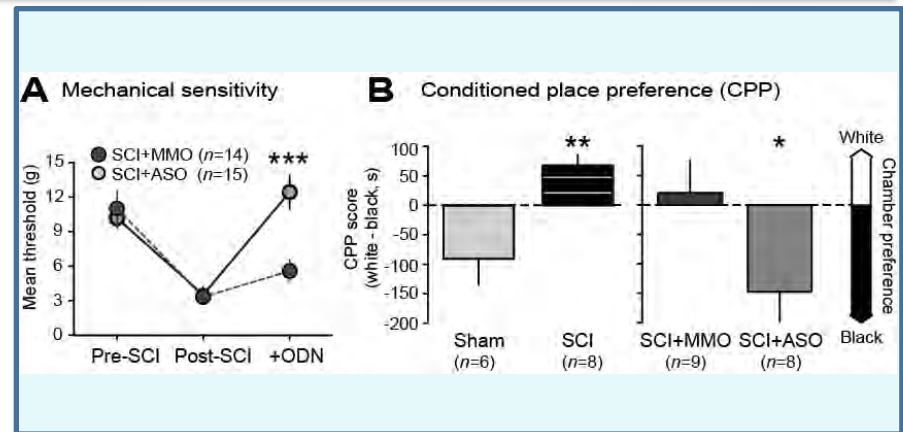 A Mechanical sensitivity
SCI+MMO (n=14)
SCI+ASO (n=15)
***
15
12
9
6
3
0
Mean threshold (g)
Pre-SCI Post-SCI +ODN
B Conditioned place preference (CPP)
CPP score
(white - black, s)
100
50
0
-50
-100
-150
-200
**
*
Sham
(n=6)
SCI
(n=8)
SCI+MMO
(n=9)
SCI+ASO
(n=8)
White
Chamber preference
Black